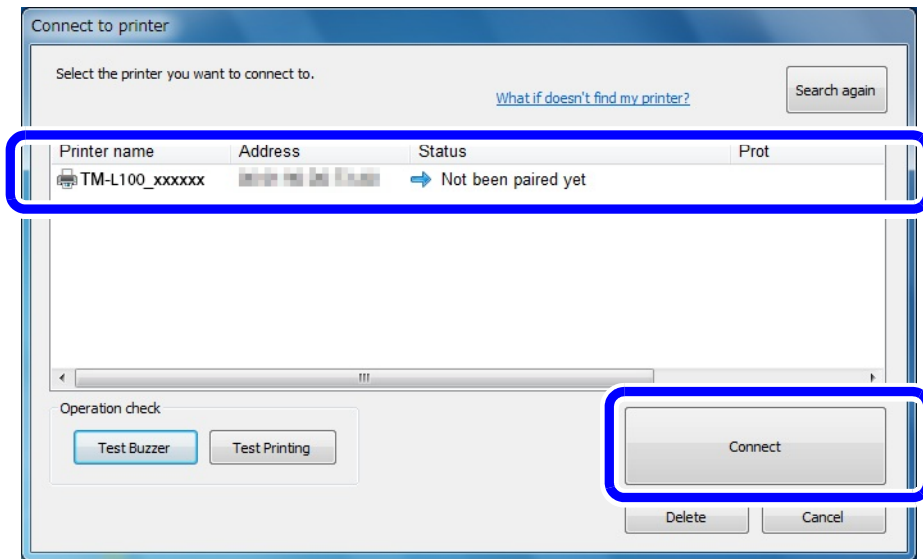 Connect to printer
Select the printer you want to connect to.
What if doesn't find my printer?
Search again
Printer name Address Status Prot
TM-L100_xxxxxx Not been paired yet
Operation check
Test Buzzer Test Printing
Connect
Delete Cancel